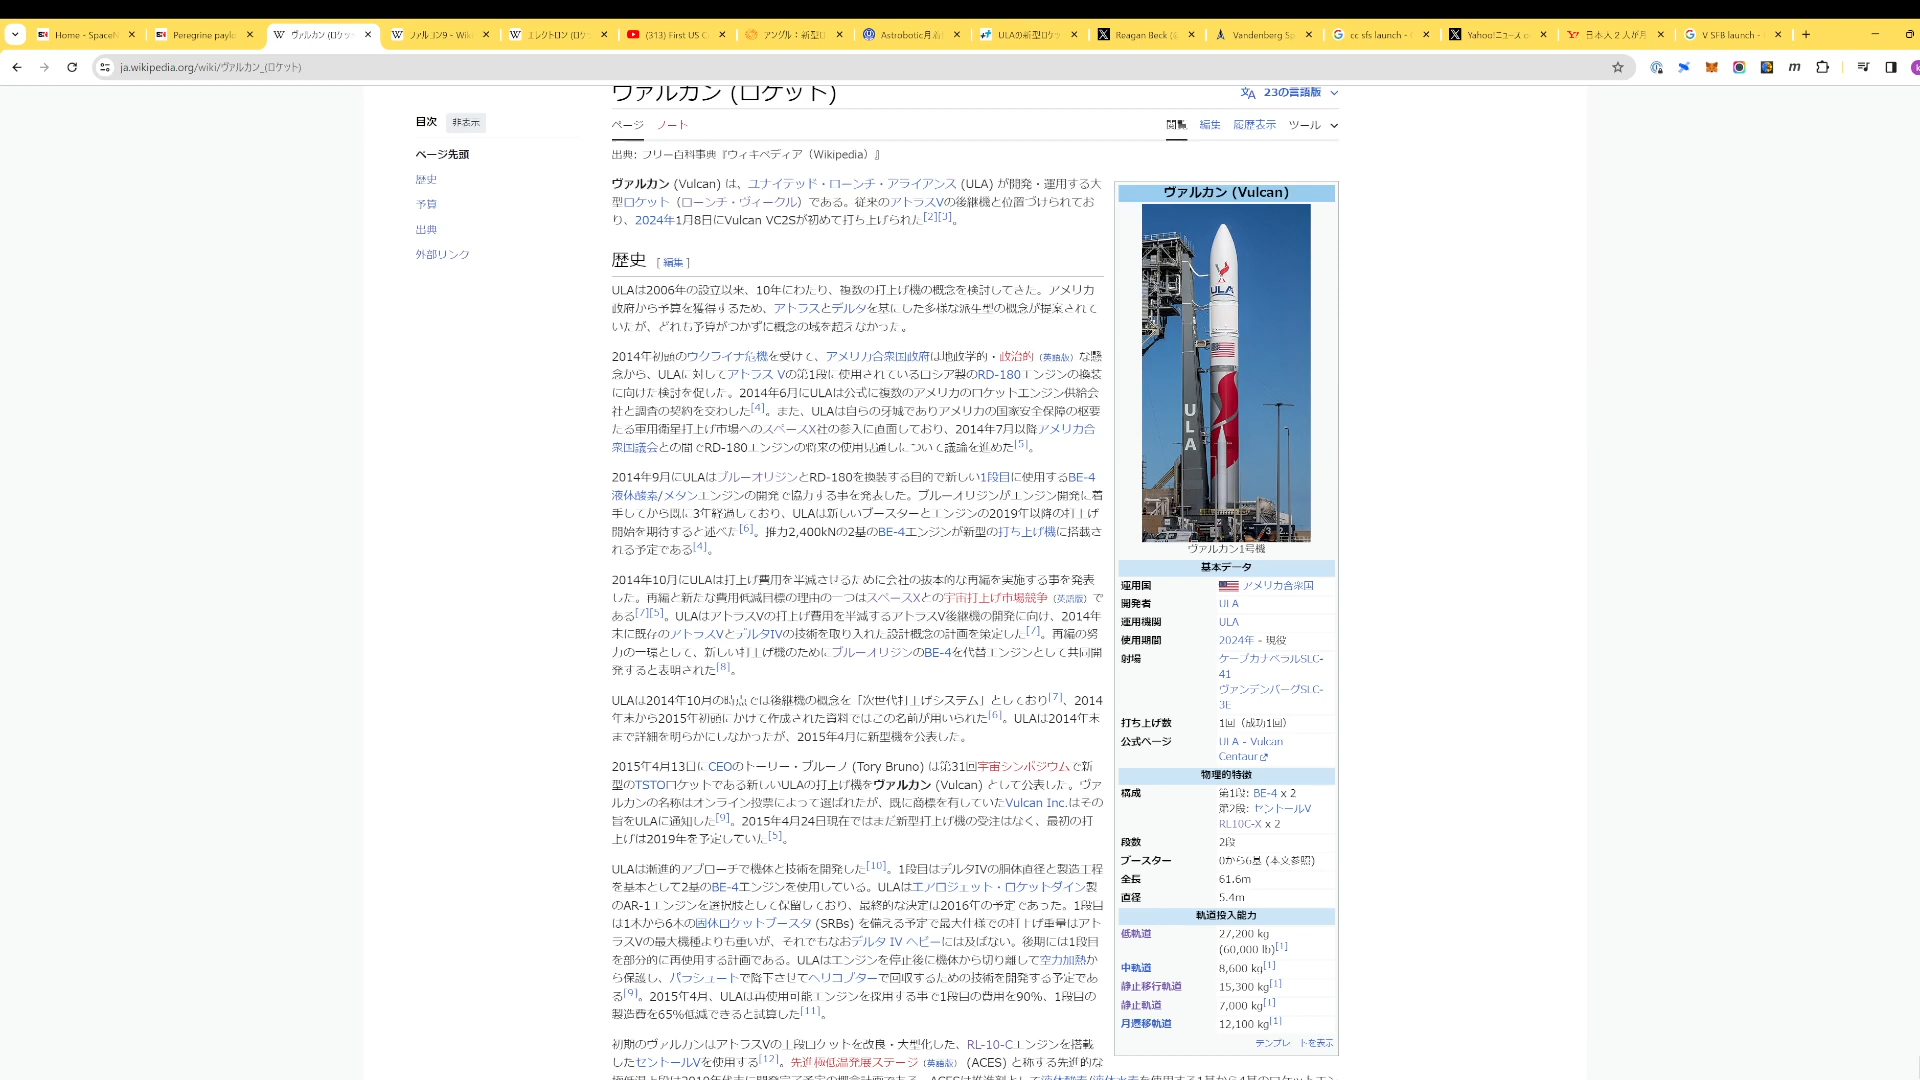 Home - SpaceN
Peregrine paylo
ヴァルカン (ロケッ
ファルコン9 - Wik
エレクトロン (ロケ
(313) First US C
アングル：新型ロ
Astrobotic月着
ULAの新型ロケッ
Reagan Beck (
Vandenberg Sp
cc sfs launch -
Yahoo!ニュース
日本人２人が月
V SFB launch -
ja.wikipedia.org/wiki/ヴァルカン_(ロケット)
ヴァルカン (ロケット)
23の言語版
目次 非表示
ページ先頭
歴史
予算
出典
外部リンク
ページ ノート
閲覧 編集 履歴表示 ツール
出典: フリー百科事典『ウィキペディア（Wikipedia）』
ヴァルカン (Vulcan) は、ユナイテッド・ローンチ・アライアンス (ULA) が開発・運用する大
型ロケット（ローンチ・ヴィークル）である。従来のアトラスVの後継機と位置づけられてお
り、2024年1月8日にVulcan VC2Sが初めて打ち上げられた[2][3]。
歴史 [ 編集 ]
ULAは2006年の設立以来、10年にわたり、複数の打上げ機の概念を検討してきた。アメリカ
政府から予算を獲得するため、アトラスとデルタを基にした多様な派生型の概念が提案されて
いたが、どれも予算がつかずに概念の域を超えなかった。
2014年初頭のウクライナ危機を受けて、アメリカ合衆国政府は地政学的・政治的（英語版）な懸
念から、ULAに対してアトラス Vの第1段に使用されているロシア製のRD-180エンジンの換装
に向けた検討を促した。2014年6月にULAは公式に複数のアメリカのロケットエンジン供給会
社と調査の契約を交わした[4]。また、ULAは自らの牙城でありアメリカの国家安全保障の枢要
たる軍用衛星打上げ市場へのスペースX社の参入に直面しており、2014年7月以降アメリカ合
衆国議会との間でRD-180エンジンの将来の使用見通しについて議論を進めた[5]。
2014年9月にULAはブルーオリジンとRD-180を換装する目的で新しい1段目に使用するBE-4
液体酸素/メタンエンジンの開発で協力する事を発表した。ブルーオリジンがエンジン開発に着
手してから既に3年経過しており、ULAは新しいブースターとエンジンの2019年以降の打上げ
開始を期待すると述べた[6]。推力2,400kNの2基のBE-4エンジンが新型の打ち上げ機に搭載さ
れる予定である[4]。
2014年10月にULAは打上げ費用を半減させるために会社の抜本的な再編を実施する事を発表
した。再編と新たな費用低減目標の理由の一つはスペースXとの宇宙打上げ市場競争（英語版）で
ある[7][5]。ULAはアトラスVの打上げ費用を半減するアトラスV後継機の開発に向け、2014年
末に既存のアトラスVとデルタIVの技術を取り入れた設計概念の計画を策定した[7]。再編の努
力の一環として、新しい打上げ機のためにブルーオリジンのBE-4を代替エンジンとして共同開
発すると表明された[8]。
ULAは2014年10月の時点では後継機の概念を「次世代打上げシステム」としており[7]、2014
年末から2015年初頭にかけて作成された資料ではこの名前が用いられた[6]。ULAは2014年末
まで詳細を明らかにしなかったが、2015年4月に新型機を公表した。
2015年4月13日にCEOのトーリー・ブルーノ (Tory Bruno) は第31回宇宙シンポジウムで新
型のTSTOロケットである新しいULAの打上げ機をヴァルカン (Vulcan) として公表した。ヴァ
ルカンの名称はオンライン投票によって選ばれたが、既に商標を有していたVulcan Inc.はその
旨をULAに通知した[9]。2015年4月24日現在ではまだ新型打上げ機の受注はなく、最初の打
上げは2019年を予定していた[5]。
ULAは漸進的アプローチで機体と技術を開発した[10]。1段目はデルタIVの胴体直径と製造工程
を基本として2基のBE-4エンジンを使用している。ULAはエアロジェット・ロケットダイン製
のAR-1エンジンを選択肢として保留しており、最終的な決定は2016年の予定であった。1段目
は1本から6本の固体ロケットブースタ (SRBs) を備える予定で最大仕様での打上げ重量はアト
ラスVの最大機種よりも重いが、それでもなおデルタ IV ヘビーには及ばない。後期には1段目
を部分的に再使用する計画である。ULAはエンジンを停止後に機体から切り離して空力加熱か
ら保護し、パラシュートで降下させてヘリコプターで回収するための技術を開発する予定であ
る[9]。2015年4月、ULAは再使用可能エンジンを採用する事で1段目の費用を90%、1段目の
製造費を65%低減できると試算した[11]。
初期のヴァルカンはアトラスVの上段ロケットを改良・大型化した、RL-10-Cエンジンを搭載
したセントールVを使用する[12]。先進極低温発展ステージ（英語版） (ACES) と称する先進的な
ヴァルカン (Vulcan)
ULA
ULA
ヴァルカン1号機
基本データ
運用国 アメリカ合衆国
開発者 ULA
運用機関 ULA
使用期間 2024年 - 現役
射場 ケープカナベラルSLC-
41
ヴァンデンバーグSLC-
3E
打ち上げ数 1回（成功1回）
公式ページ ULA - Vulcan
Centaur
物理的特徴
構成 第1段: BE-4 x 2
第2段: セントールV
RL10C-X x 2
段数 2段
ブースター 0から6基 (本文参照)
全長 61.6m
直径 5.4m
軌道投入能力
低軌道 27,200 kg
(60,000 lb)[1]
中軌道 8,600 kg[1]
静止移行軌道 15,300 kg[1]
静止軌道 7,000 kg[1]
月遷移軌道 12,100 kg[1]
テンプレートを表示